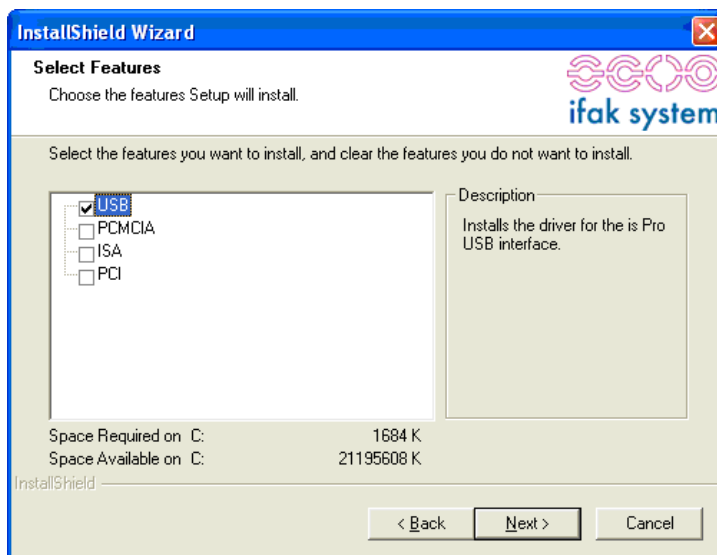 InstallShield Wizard
Select Features
Choose the features Setup will install.
ifak system
Select the features you want to install, and clear the features you do not want to install.
USB
PCMCIA
ISA
PCI
Description
Installs the driver for the is Pro
USB interface.
Space Required on C: 1684 K
Space Available on C: 21195608 K
InstallShield
< Back
Next >
Cancel